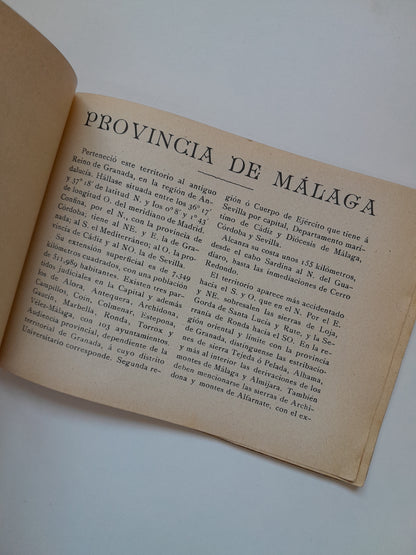 PROVINCIA DE MÁLAGA
Perteneció este territorio al antiguo
Reino de Granada, en la región de An-
dalucía. Hállase situada entre los 36° 17'
y 37° 18' de latitud N. y los 0° 8' y 1° 43'
de longitud O. del meridiano de Madrid.
Confina, por el N., con la provincia de
Córdoba; tiene al NE. y E. la de Gra-
nada; al S. el Mediterráneo; al O. la pro-
vincia de Cádiz y al NO. la de Sevilla.
Su extensión superficial es de 7.349
kilómetros cuadrados, con una población
de 511.989 habitantes. Existen tres par-
tidos judiciales en la Capital y además
los de Alora, Antequera, Archidona,
Campillos, Coin, Colmenar, Estepona,
Gaucín, Marbella, Ronda, Torrox y
Vélez-Málaga, con 103 ayuntamientos.
Audiencia provincial, dependiente de la
territorial de Granada, á cuyo distrito
Universitario corresponde. Segunda re-
gión ó Cuerpo de Ejército que tiene á
Sevilla por capital, Departamento marí-
timo de Cádiz y Diócesis de Málaga,
Córdoba y Sevilla.
Alcanza su costa unos 155 kilómetros,
desde el cabo Sardina al N. del Gua-
diaro, hasta las inmediaciones de Cerro
Redondo.
El territorio aparece más accidentado
hacia el S. y O. que en el N. Por el E.
y NE. sobresalen las sierras de Loja,
Gorda de Santa Lucía y Rute, y la Se-
rranía de Ronda hacia el SO. En la re-
gión oriental y límite con la provincia
de Granada, distínguense las estribacio-
nes de sierra Tejeda ó Pelada, Alhama,
y más al interior las derivaciones de los
montes de Málaga y Almijara. También
deben mencionarse las sierras de Archi-
dona y montes de Alfarnate, con el ex-